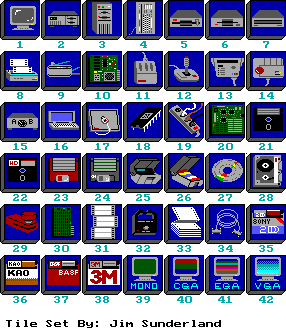 1 2 3 4 5 6 7
8 9 10 11 12 13 14
A B
15 16 17 18 19 20 21
HD
22 23 24 25 26 27 28
SONY
2DD
29 30 31 32 33 34 35
KAO BASF 3M MONO CGA EGA VGA
KAO
36 37 38 39 40 41 42
Tile Set By: Jim Sunderland